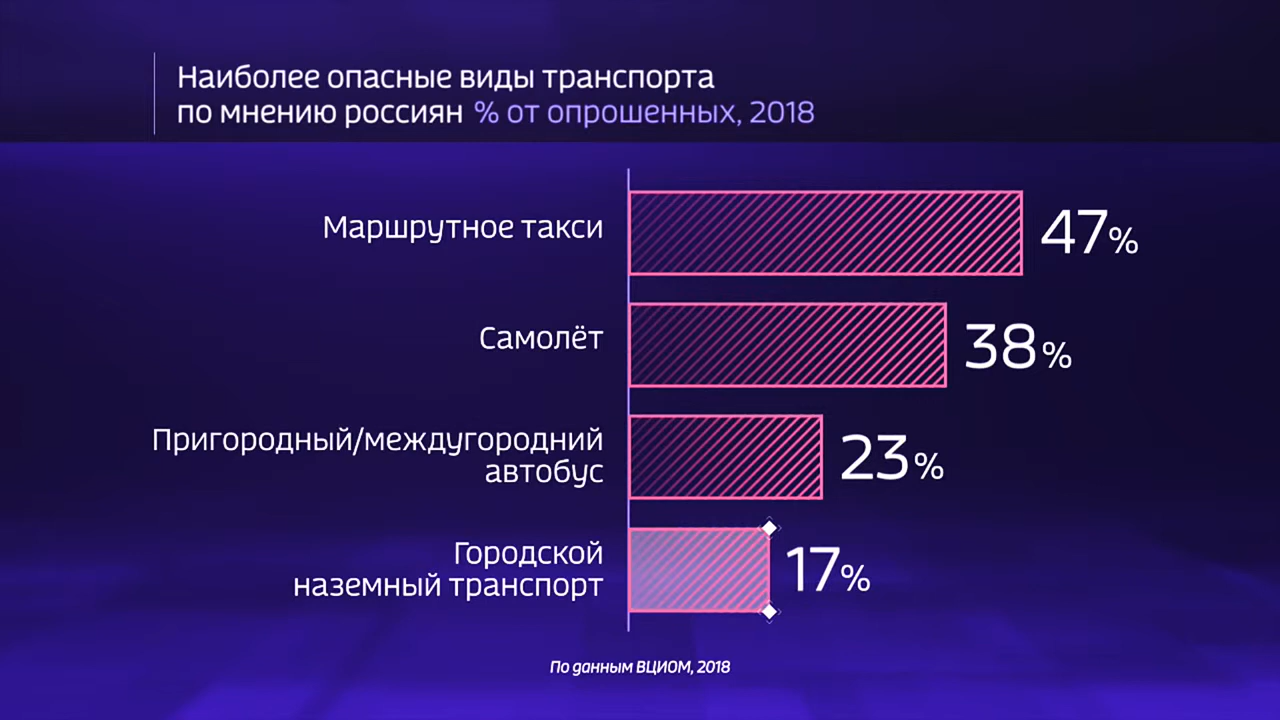 Наиболее опасные виды транспорта
по мнению россиян % от опрошенных, 2018
Маршрутное такси
47%
Самолёт
38%
Пригородный/междугородний
автобус
23%
Городской
наземный транспорт
17%
По данным ВЦИОМ, 2018